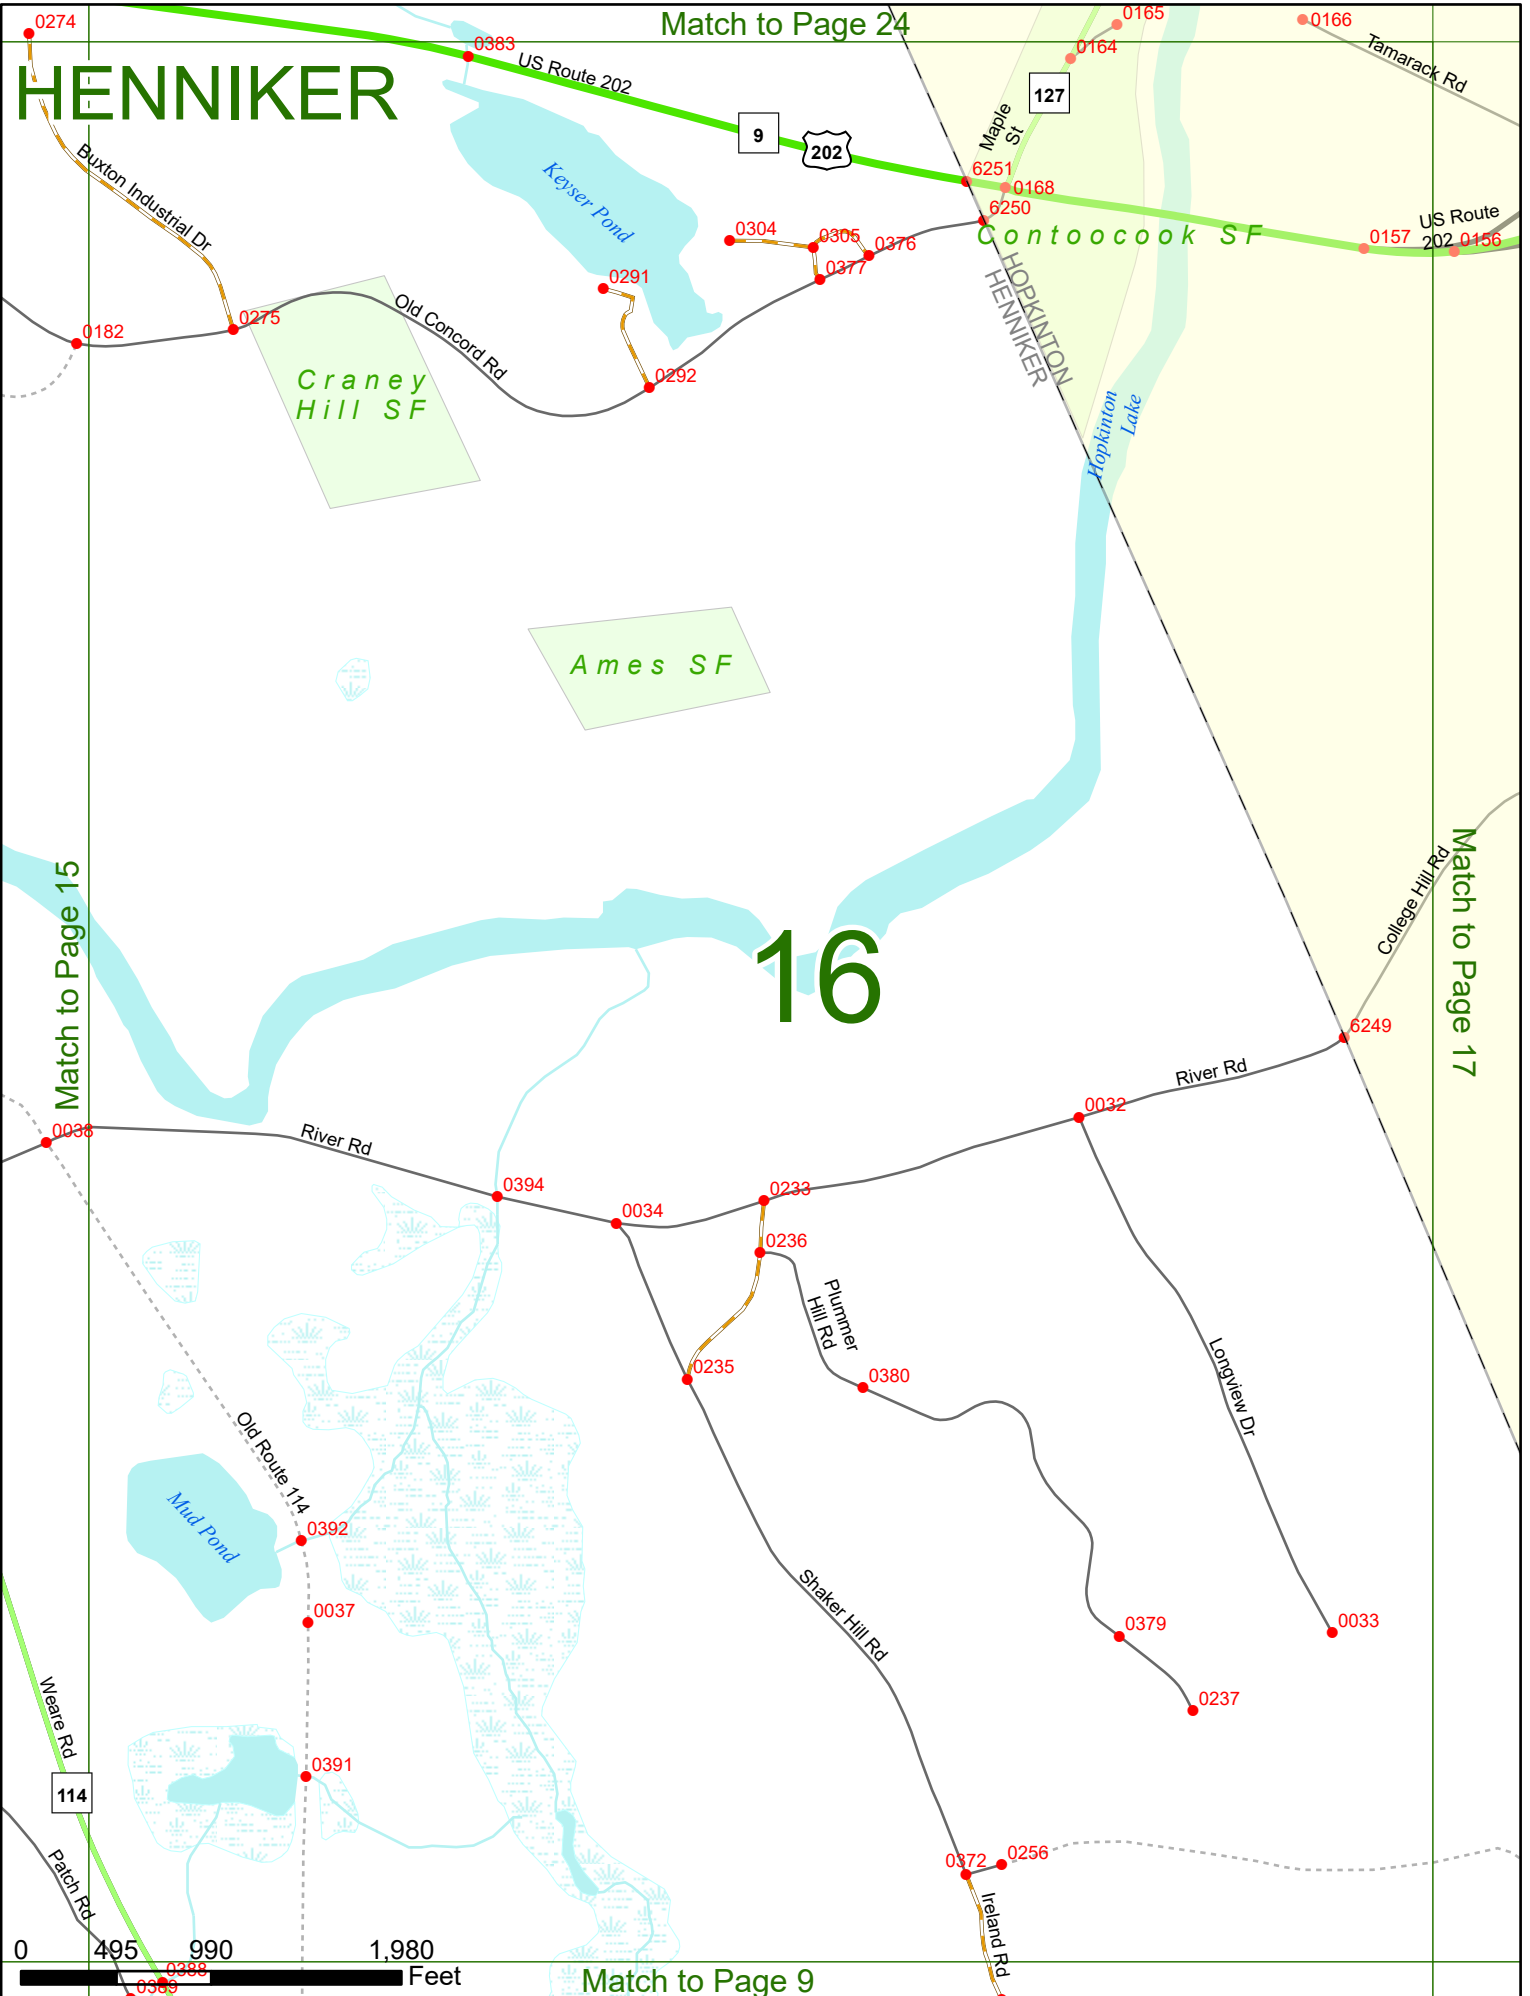 Match to Page 24
0274
0165
0166
0383
0164
HENNIKER
US Route 202
Tamarack Rd
127
9
202
Maple
St
Buxton Industrial Dr
Keyser Pond
6251
0168
6250
US Route
202
0304
0305
0376
Contoocook SF
0157
0156
0377
0291
HOPKINTON
HENNIKER
0182
0275
Old Concord Rd
Craney
Hill SF
0292
Hopkinton
Lake
Ames SF
Match to Page 15
16
College Hill Rd
Match to Page 17
6249
River Rd
0032
0038
River Rd
0394
0034
0233
0236
Plummer
Hill Rd
0235
0380
Longview Dr
Old Route 114
Mud Pond
0392
0037
Shaker Hill Rd
0379
0033
0237
Weare Rd
114
0391
Patch Rd
0372
0256
Ireland Rd
0 495 990 1,980
Feet
0388
0389
Match to Page 9